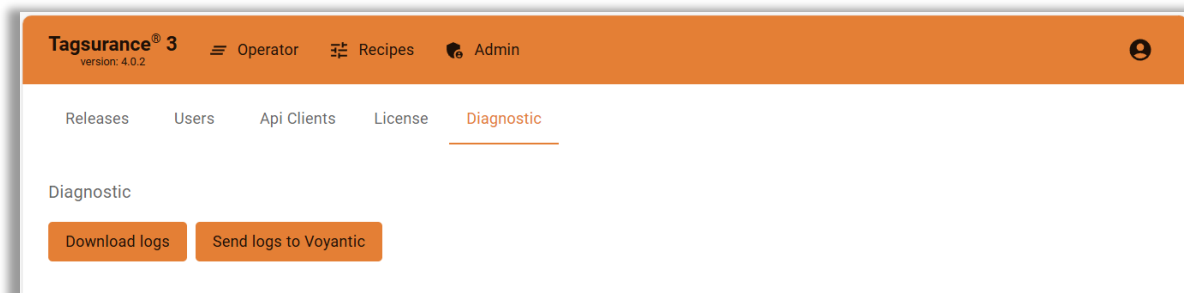 Tagsurance® 3
version: 4.0.2
Operator
Recipes
Admin
Releases
Users
Api Clients
License
Diagnostic
Diagnostic
Download logs
Send logs to Voyantic